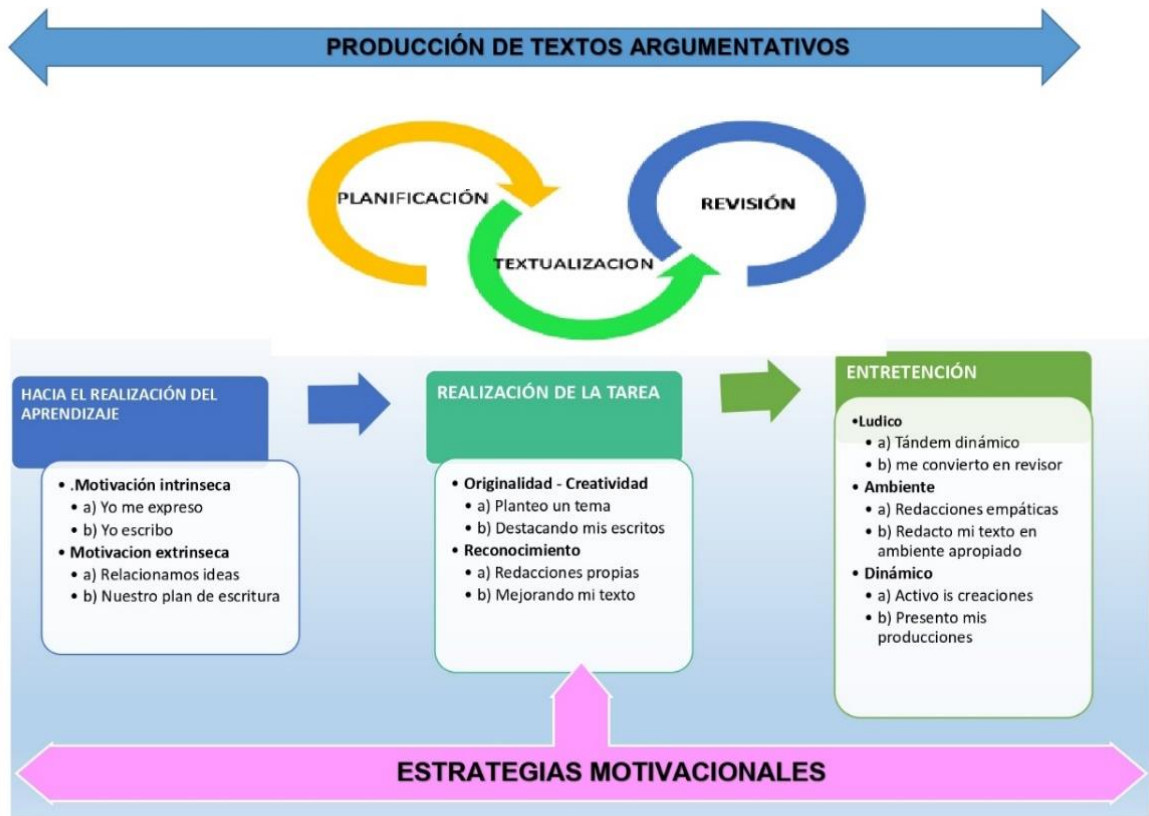 PRODUCCIÓN DE TEXTOS ARGUMENTATIVOS
PLANIFICACIÓN
REVISIÓN
TEXTUALIZACION
HACIA EL REALIZACIÓN DEL
APRENDIZAJE
• .Motivación intrinseca
• a) Yo me expreso
• b) Yo escribo
• Motivacion extrinseca
• a) Relacionamos ideas
• b) Nuestro plan de escritura
REALIZACIÓN DE LA TAREA
• Originalidad - Creatividad
• a) Planteo un tema
• b) Destacando mis escritos
• Reconocimiento
• a) Redacciones propias
• b) Mejorando mi texto
ENTRETENCIÓN
•Ludico
• a) Tándem dinámico
• b) me convierto en revisor
• Ambiente
• a) Redacciones empáticas
• b) Redacto mi texto en
ambiente apropiado
• Dinámico
• a) Activo is creaciones
• b) Presento mis
producciones
ESTRATEGIAS MOTIVACIONALES